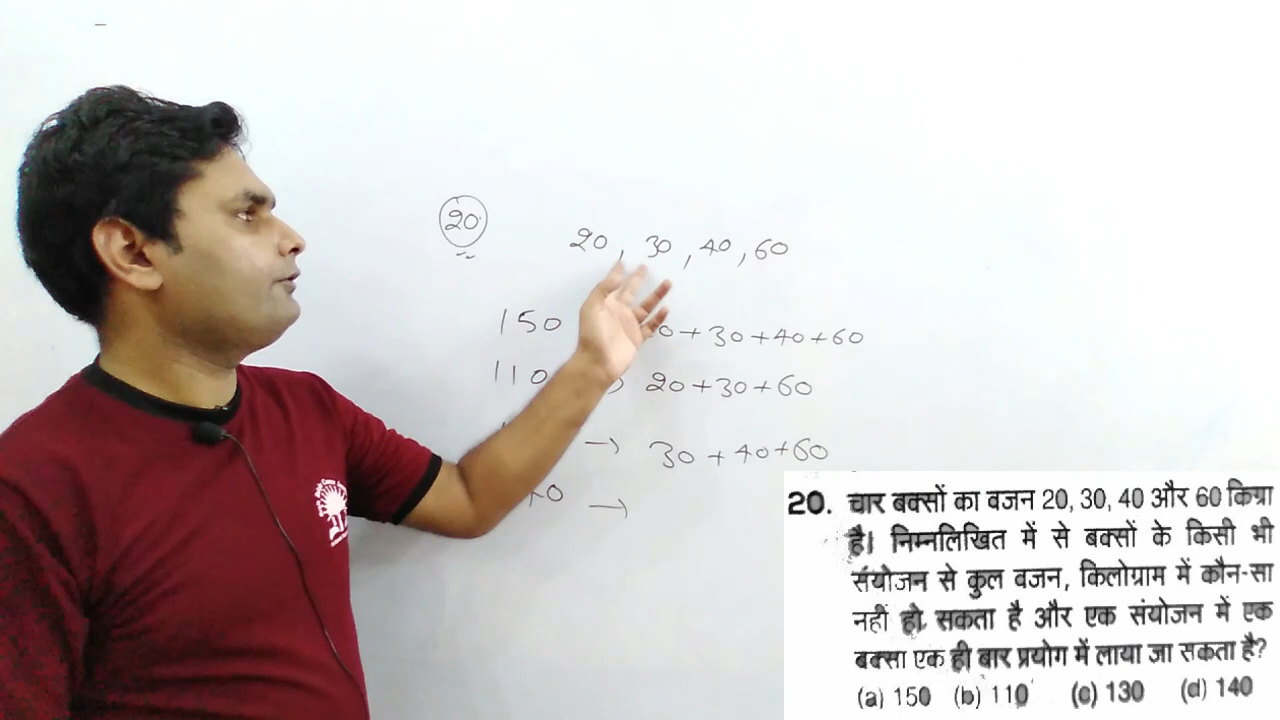 20
20, 30, 40, 60
150 0+30+40+60
110 20+30+60
→ 30+40+60
40 →
20. चार बक्सों का वजन 20, 30, 40 और 60 किग्रा
है। निम्नलिखित में से बक्सों के किसी भी
संयोजन से कुल वजन, किलोग्राम में कौन-सा
नहीं हो सकता है और एक संयोजन में एक
बक्सा एक ही बार प्रयोग में लाया जा सकता है?
(a) 150 (b) 110 (c) 130 (d) 140